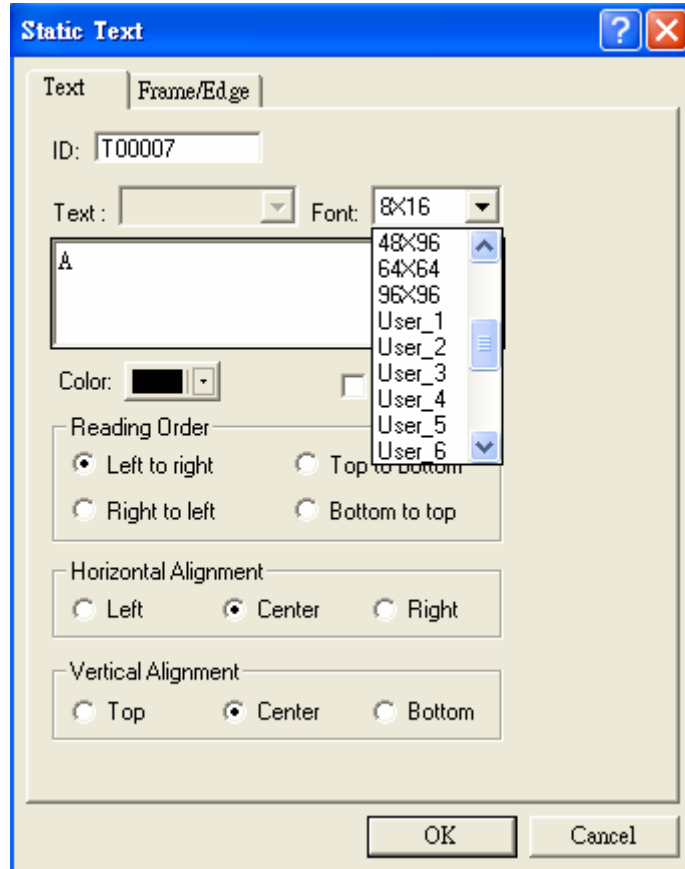 Static Text
Text Frame/Edge
ID: T00007
Text : Font: 8X16
A
48X96
64X64
96X96
User_1
User_2
User_3
User_4
User_5
User_6
Color:
Reading Order
Left to right Top to bottom
Right to left Bottom to top
Horizontal Alignment
Left Center Right
Vertical Alignment
Top Center Bottom
OK Cancel